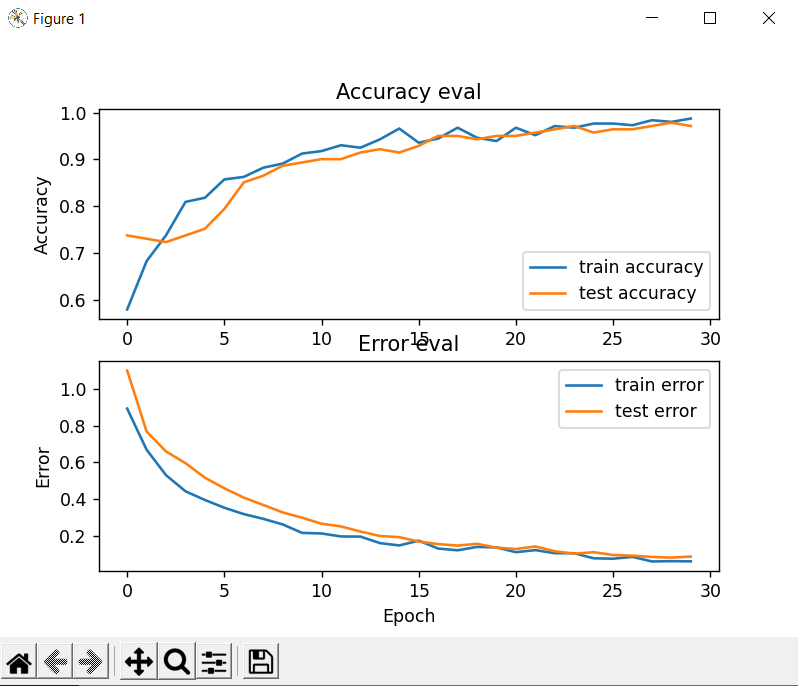 Figure 1
Accuracy eval
1.0
0.9
0.8
0.7
0.6
Accuracy
train accuracy
test accuracy
0 5 10 15 20 25 30
Error eval
1.0
0.8
0.6
0.4
0.2
Error
train error
test error
0 5 10 15 20 25 30
Epoch